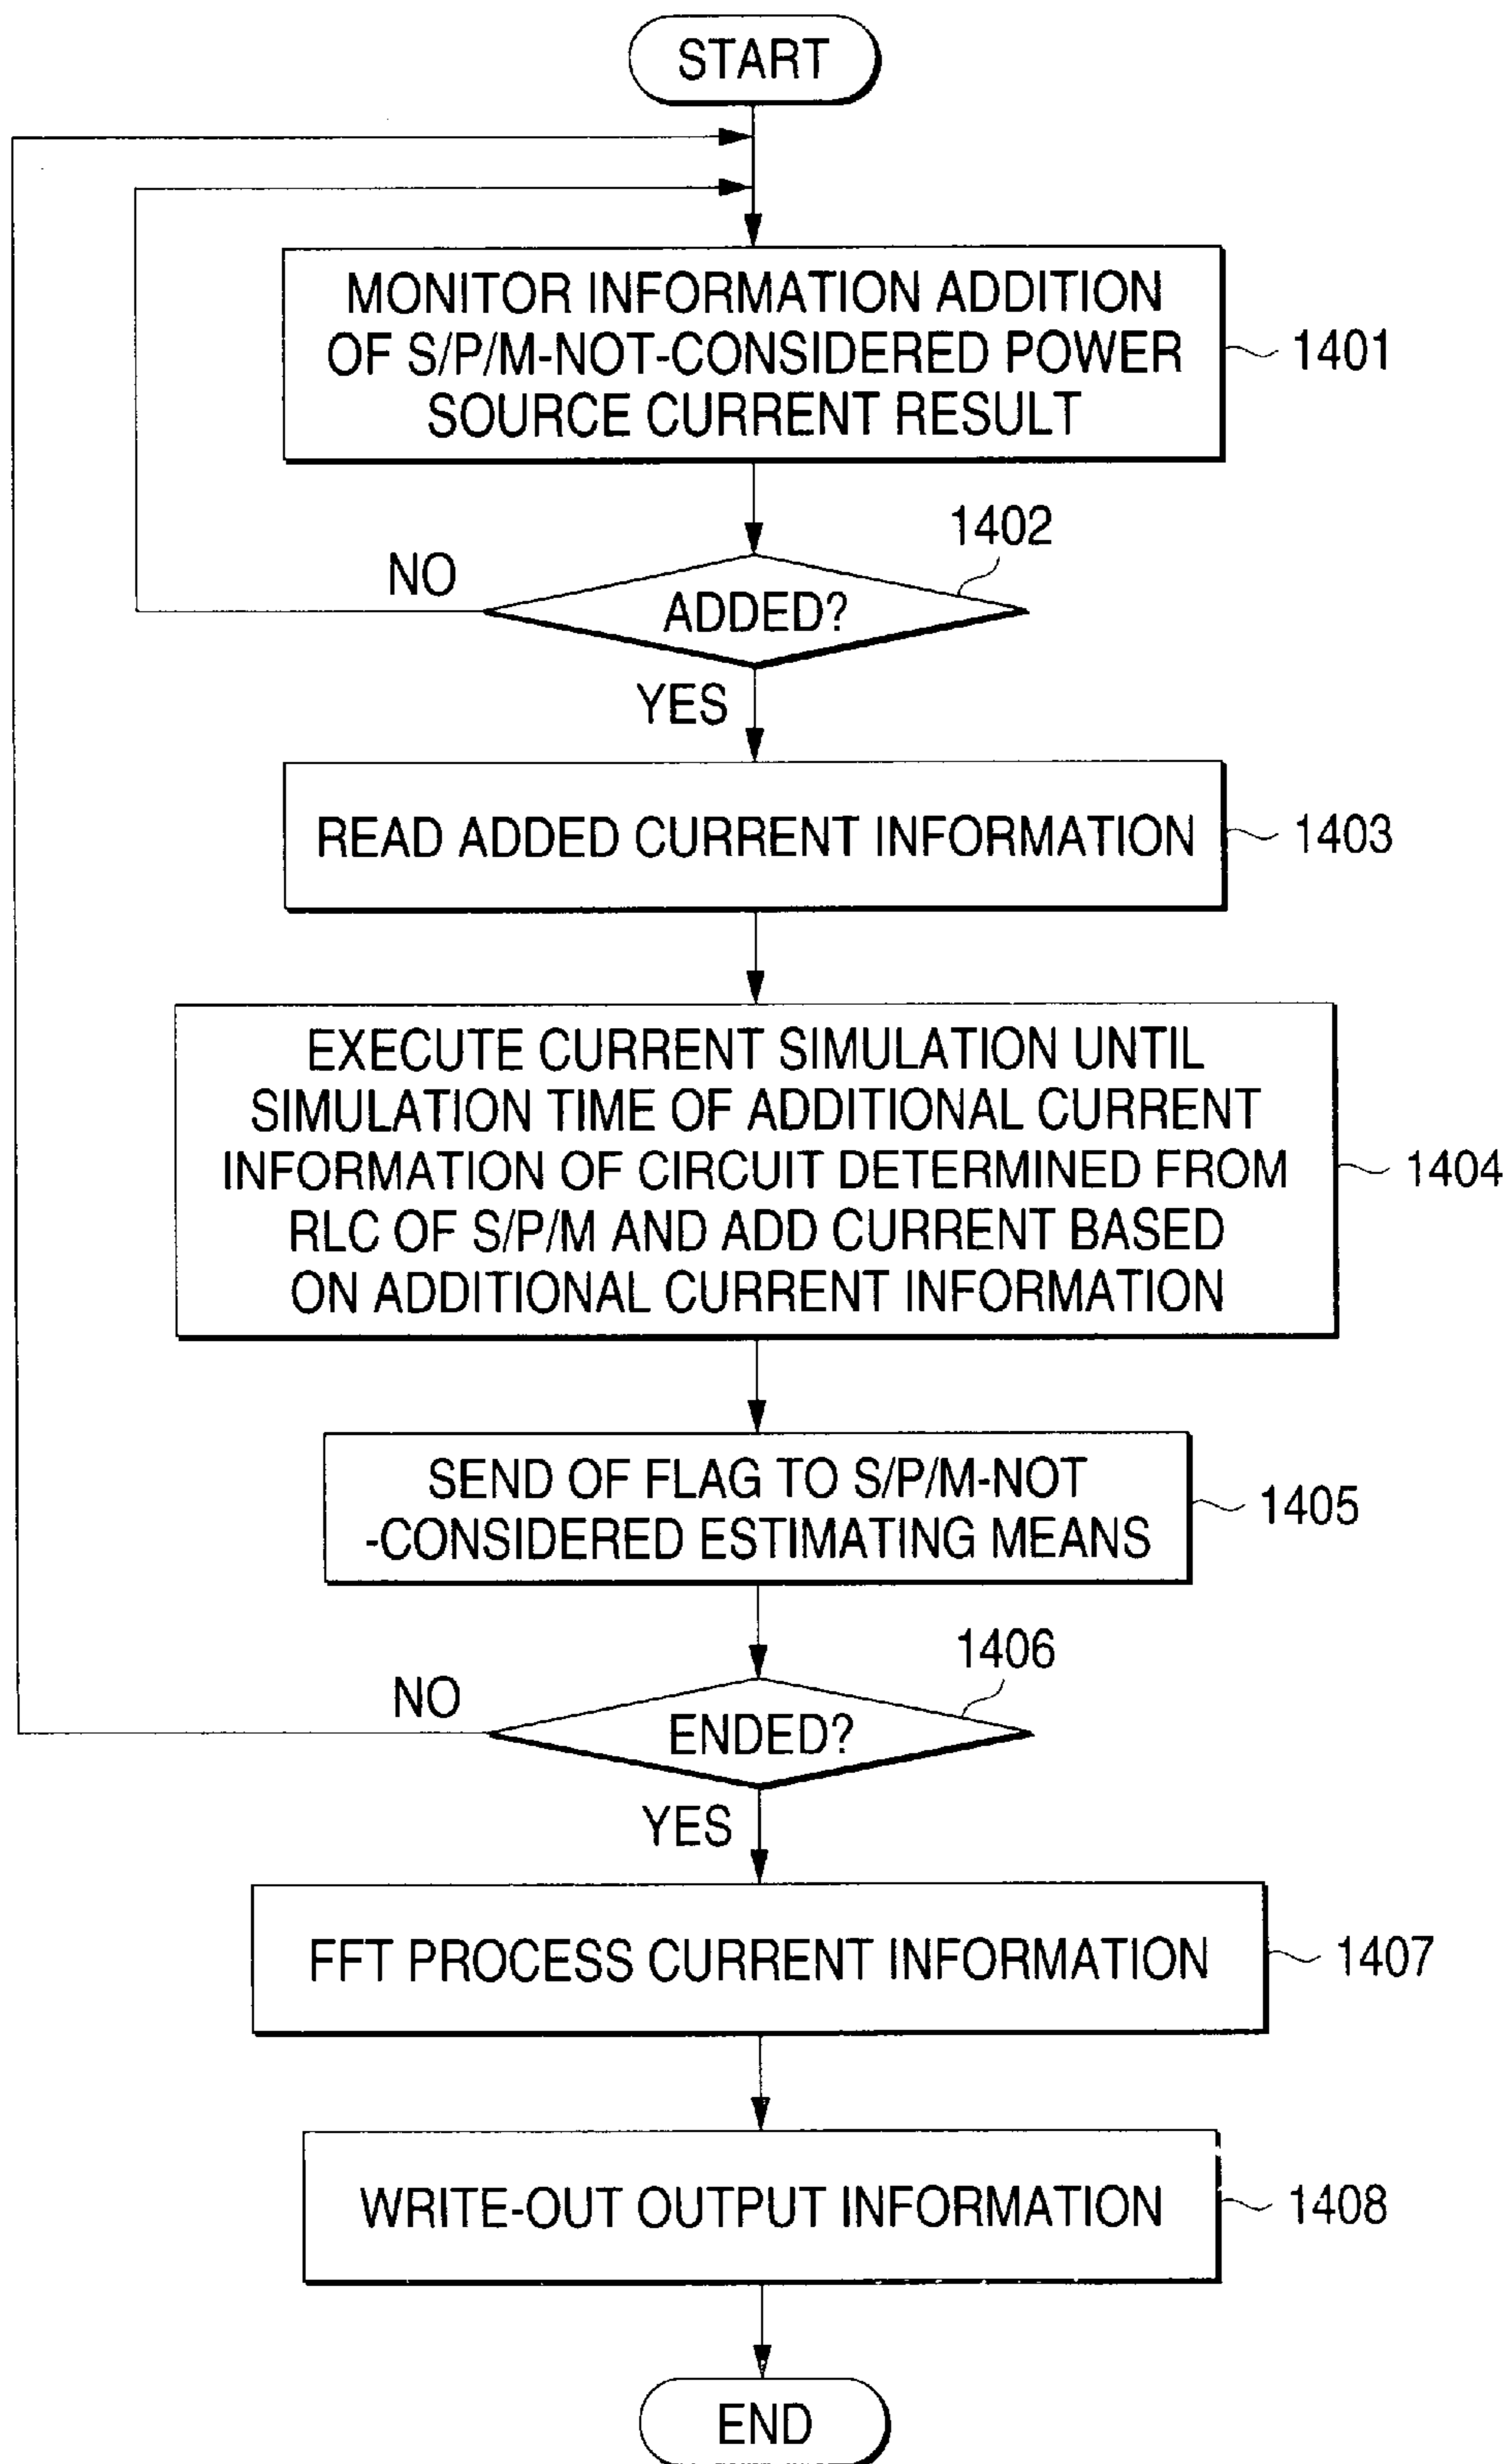 START
MONITOR INFORMATION ADDITION
OF S/P/M-NOT-CONSIDERED POWER
SOURCE CURRENT RESULT
1401
1402
NO
ADDED?
YES
READ ADDED CURRENT INFORMATION
1403
EXECUTE CURRENT SIMULATION UNTIL
SIMULATION TIME OF ADDITIONAL CURRENT
INFORMATION OF CIRCUIT DETERMINED FROM
RLC OF S/P/M AND ADD CURRENT BASED
ON ADDITIONAL CURRENT INFORMATION
1404
SEND OF FLAG TO S/P/M-NOT
-CONSIDERED ESTIMATING MEANS
1405
1406
NO
ENDED?
YES
FFT PROCESS CURRENT INFORMATION
1407
WRITE-OUT OUTPUT INFORMATION
1408
END